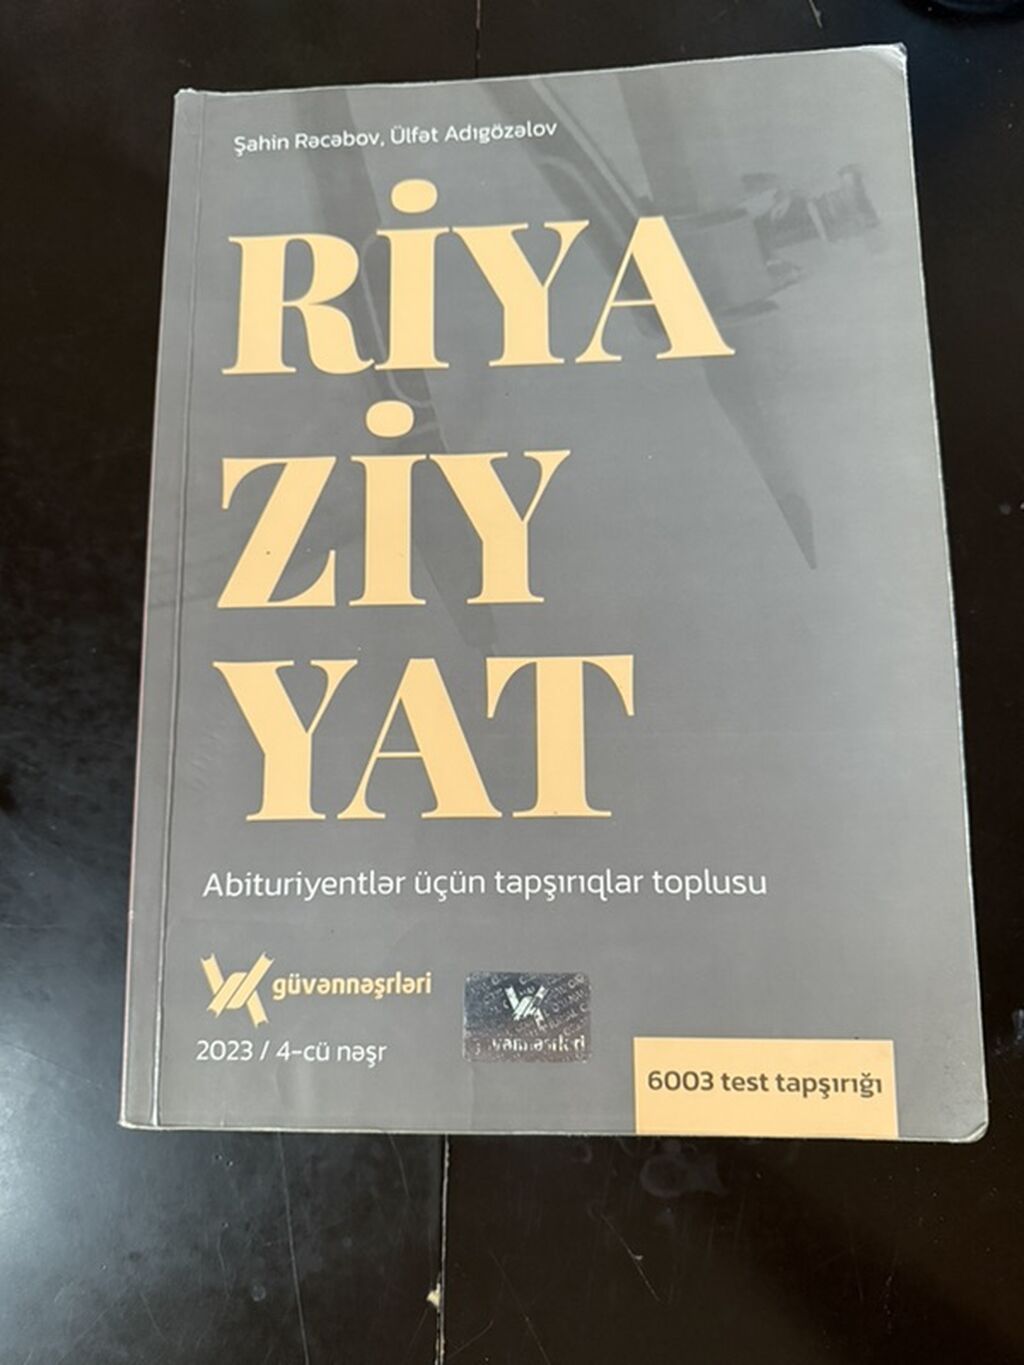 Şahin Rəcəbov, Ülfət Adıgözəlov
RİYA
ZİY
YAT
Abituriyentlər üçün tapşırıqlar toplusu
güvənnəşrləri
2023 / 4-cü nəşr
6003 test tapşırığı